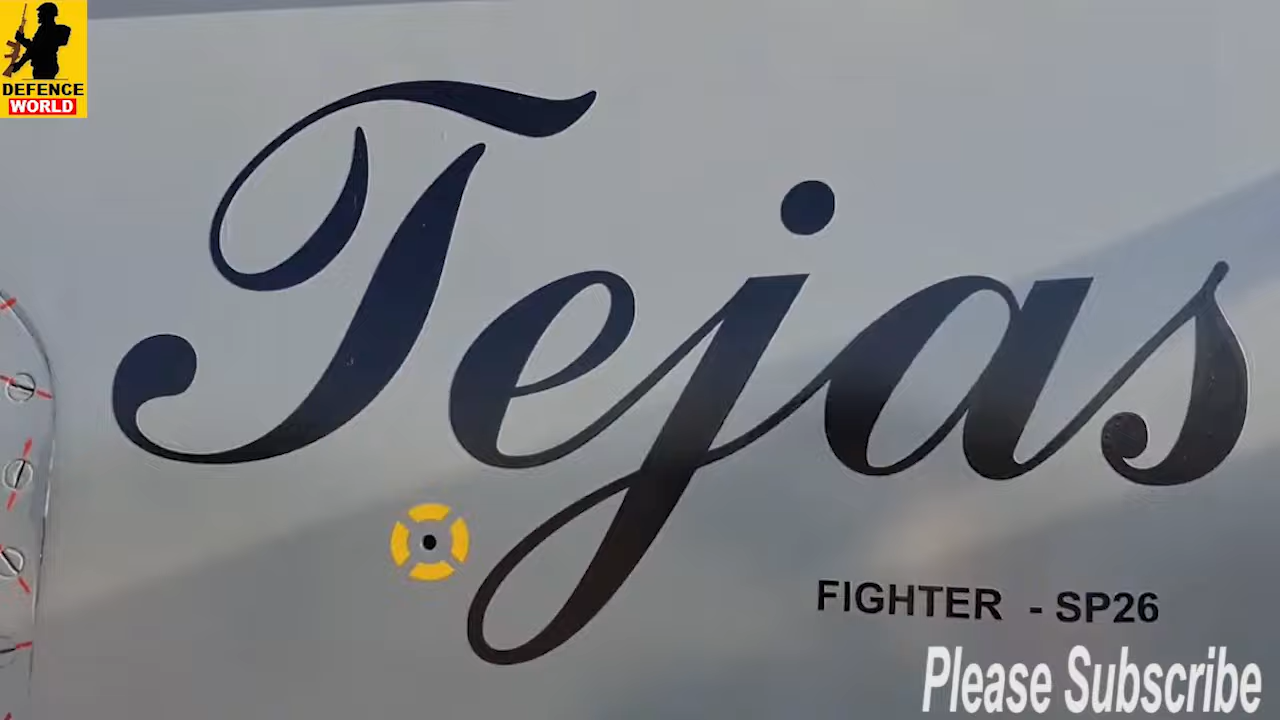 DEFENCE
WORLD
Tejas
FIGHTER - SP26
Please Subscribe